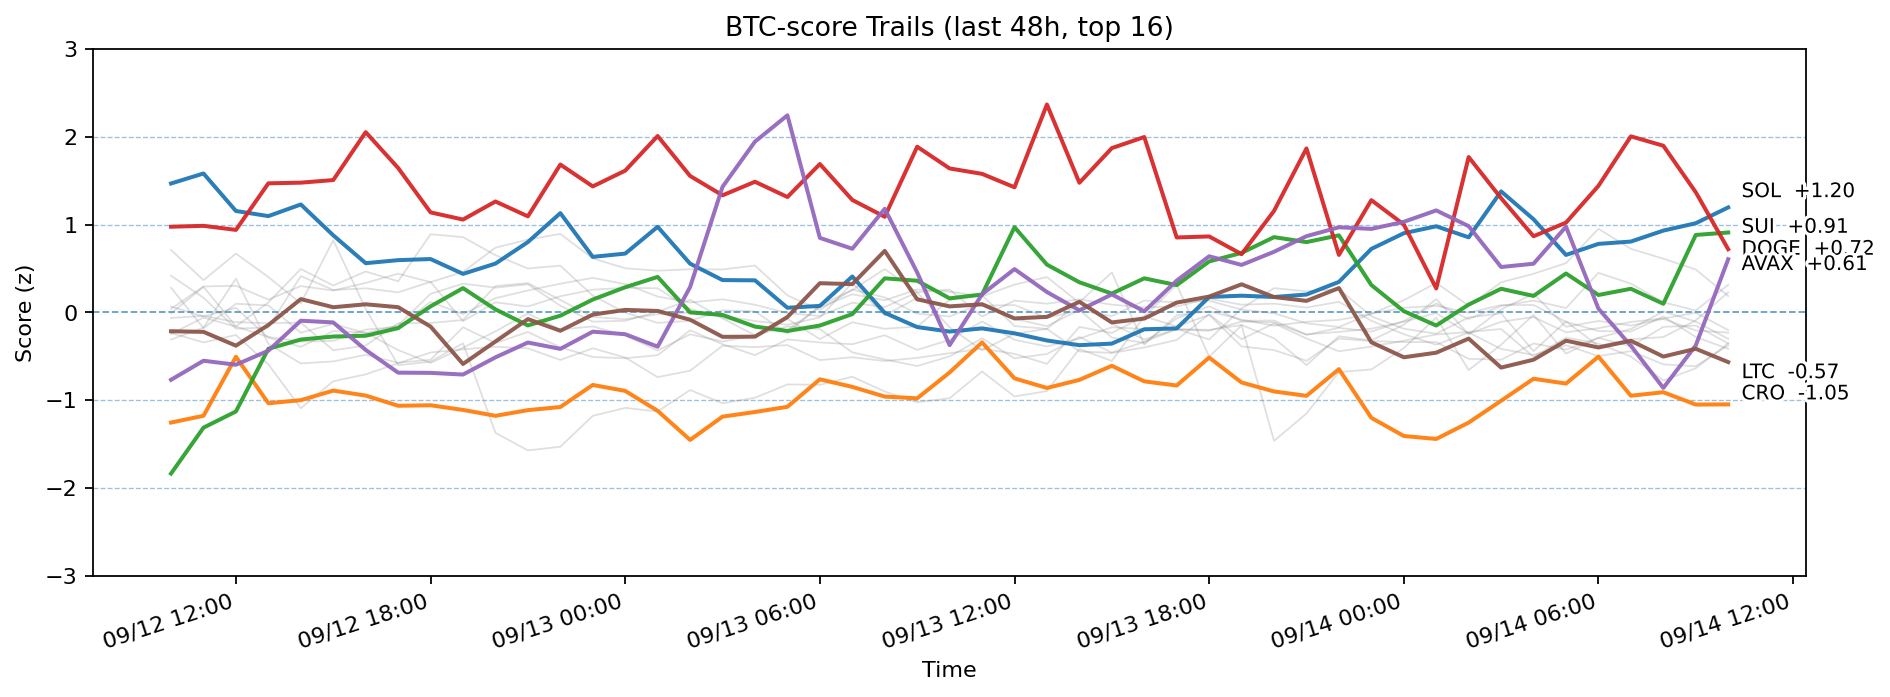 BTC-score Trails (last 48h, top 16)
Score (z)
3
2
1
0
−1
−2
−3
SOL +1.20
SUI +0.91
DOGE +0.72
AVAX +0.61
LTC -0.57
CRO -1.05
09/12 12:00
09/12 18:00
09/13 00:00
09/13 06:00
09/13 12:00
09/13 18:00
09/14 00:00
09/14 06:00
09/14 12:00
Time